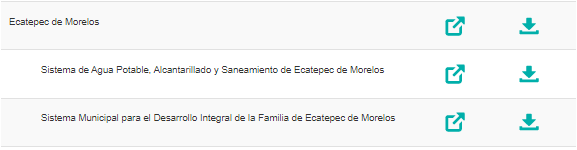 Ecatepec de Morelos
Sistema de Agua Potable, Alcantarillado y Saneamiento de Ecatepec de Morelos
Sistema Municipal para el Desarrollo Integral de la Familia de Ecatepec de Morelos